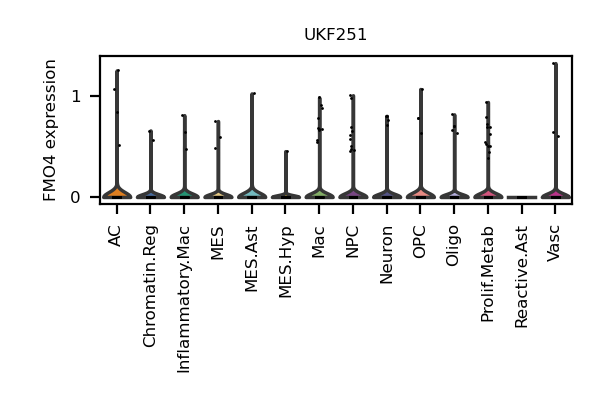 UKF251
FMO4 expression
1
0
AC
Chromatin.Reg
Inflammatory.Mac
MES
MES.Ast
MES.Hyp
Mac
NPC
Neuron
OPC
Oligo
Prolif.Metab
Reactive.Ast
Vasc